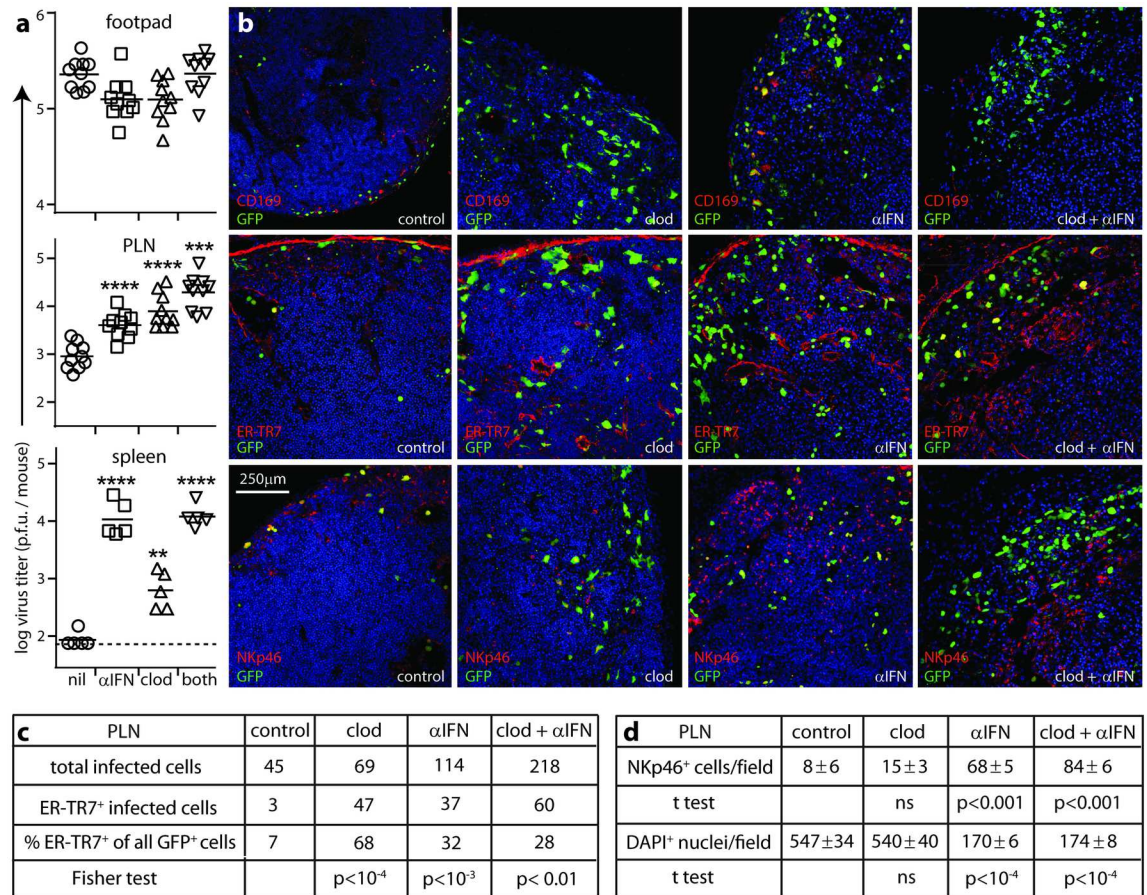 a
footpad
6
5
4
PLN
5
4
3
2
****
****
***
spleen
5
4
3
2
****
**
****
log virus titer (p.f.u. / mouse)
nil αIFN clod both
b
CD169
GFP
control
CD169
GFP
clod
CD169
GFP
αIFN
CD169
GFP
clod + αIFN
ER-TR7
GFP
control
ER-TR7
GFP
clod
ER-TR7
GFP
αIFN
ER-TR7
GFP
clod + αIFN
250μm
NKp46
GFP
control
NKp46
GFP
clod
NKp46
GFP
αIFN
NKp46
GFP
clod + αIFN
c PLN control clod αIFN clod + αIFN
total infected cells 45 69 114 218
ER-TR7+ infected cells 3 47 37 60
% ER-TR7+ of all GFP+ cells 7 68 32 28
Fisher test p<10-4 p<10-3 p< 0.01
d PLN control clod αIFN clod + αIFN
NKp46+ cells/field 8±6 15±3 68±5 84±6
t test ns p<0.001 p<0.001
DAPI+ nuclei/field 547±34 540±40 170±6 174±8
t test ns p<10-4 p<10-4